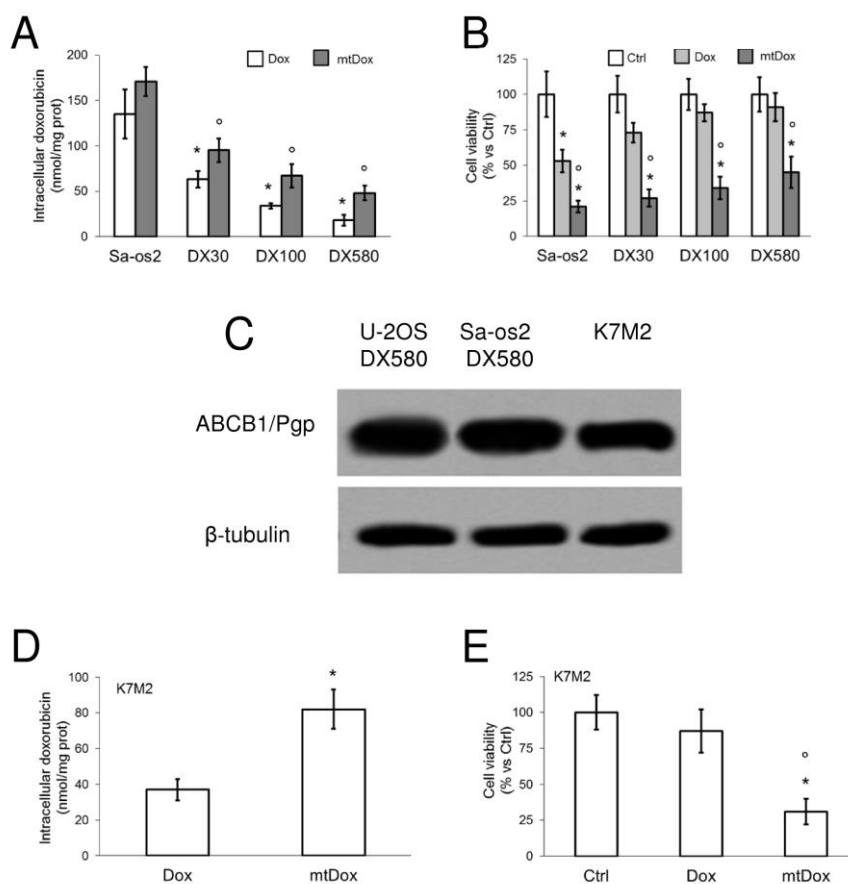 A
Intracellular doxorubicin
(nmol/mg prot)
200
150
100
50
0
Dox
mtDox
*
°
*
°
*
°
Sa-os2
DX30
DX100
DX580
B
Cell viability
(% vs Ctrl)
125
100
75
50
25
0
Ctrl
Dox
mtDox
*
°
*
°
*
°
*
°
*
Sa-os2
DX30
DX100
DX580
C
U-2OS
DX580
Sa-os2
DX580
K7M2
ABCB1/Pgp
β-tubulin
D
Intracellular doxorubicin
(nmol/mg prot)
100
80
60
40
20
0
K7M2
*
Dox
mtDox
E
Cell viability
(% vs Ctrl)
125
100
75
50
25
0
K7M2
°
*
Ctrl
Dox
mtDox